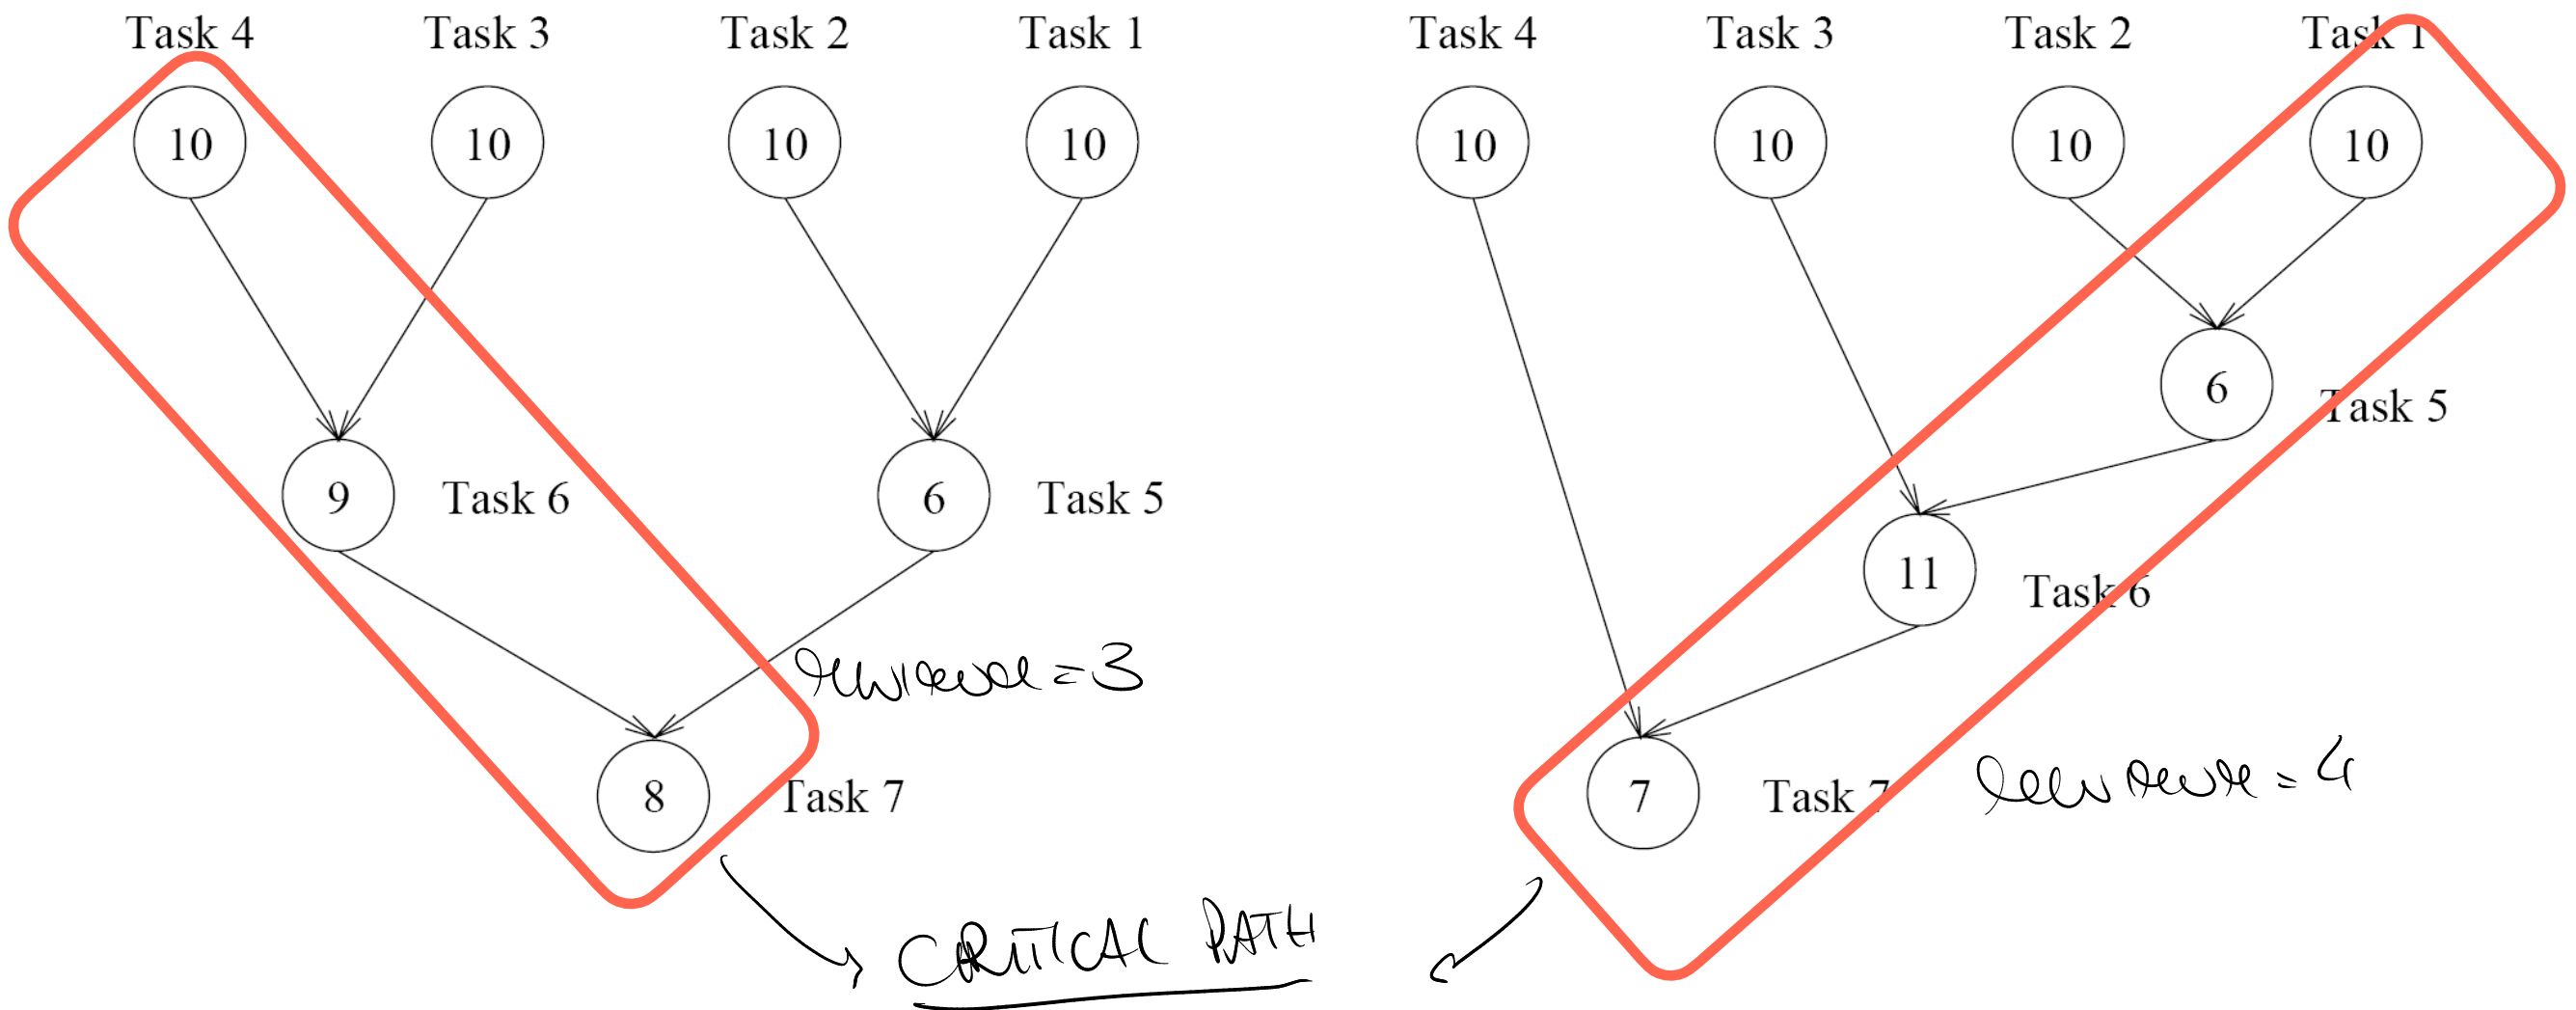 Task 4 Task 3 Task 2 Task 1 Task 4 Task 3 Task 2 Task 1
10 10 10 10 10 10 10 10
6 Task 5
9 Task 6 6 Task 5
11 Task 6
= 3
8 Task 7 7 Task 7 = 4
CRITICAL PATH